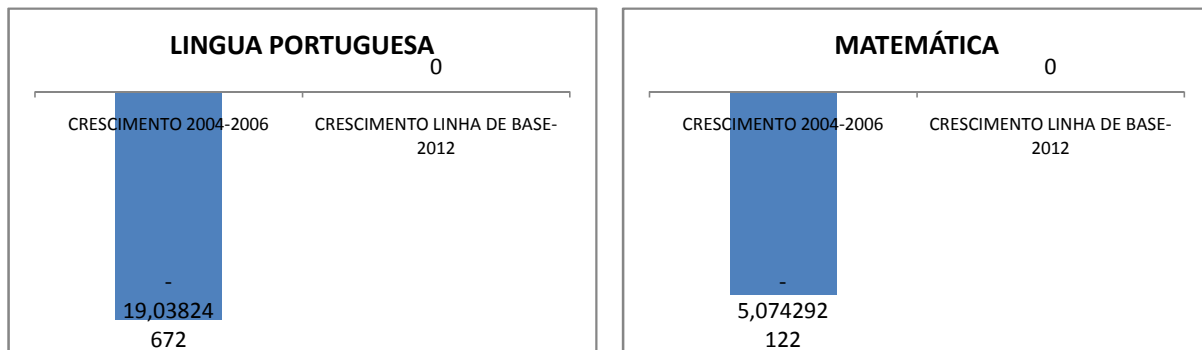 LINGUA PORTUGUESA
0
CRESCIMENTO 2004-2006
CRESCIMENTO LINHA DE BASE-
2012
-
19,03824
672
MATEMÁTICA
0
CRESCIMENTO 2004-2006
CRESCIMENTO LINHA DE BASE-
2012
-
5,074292
122